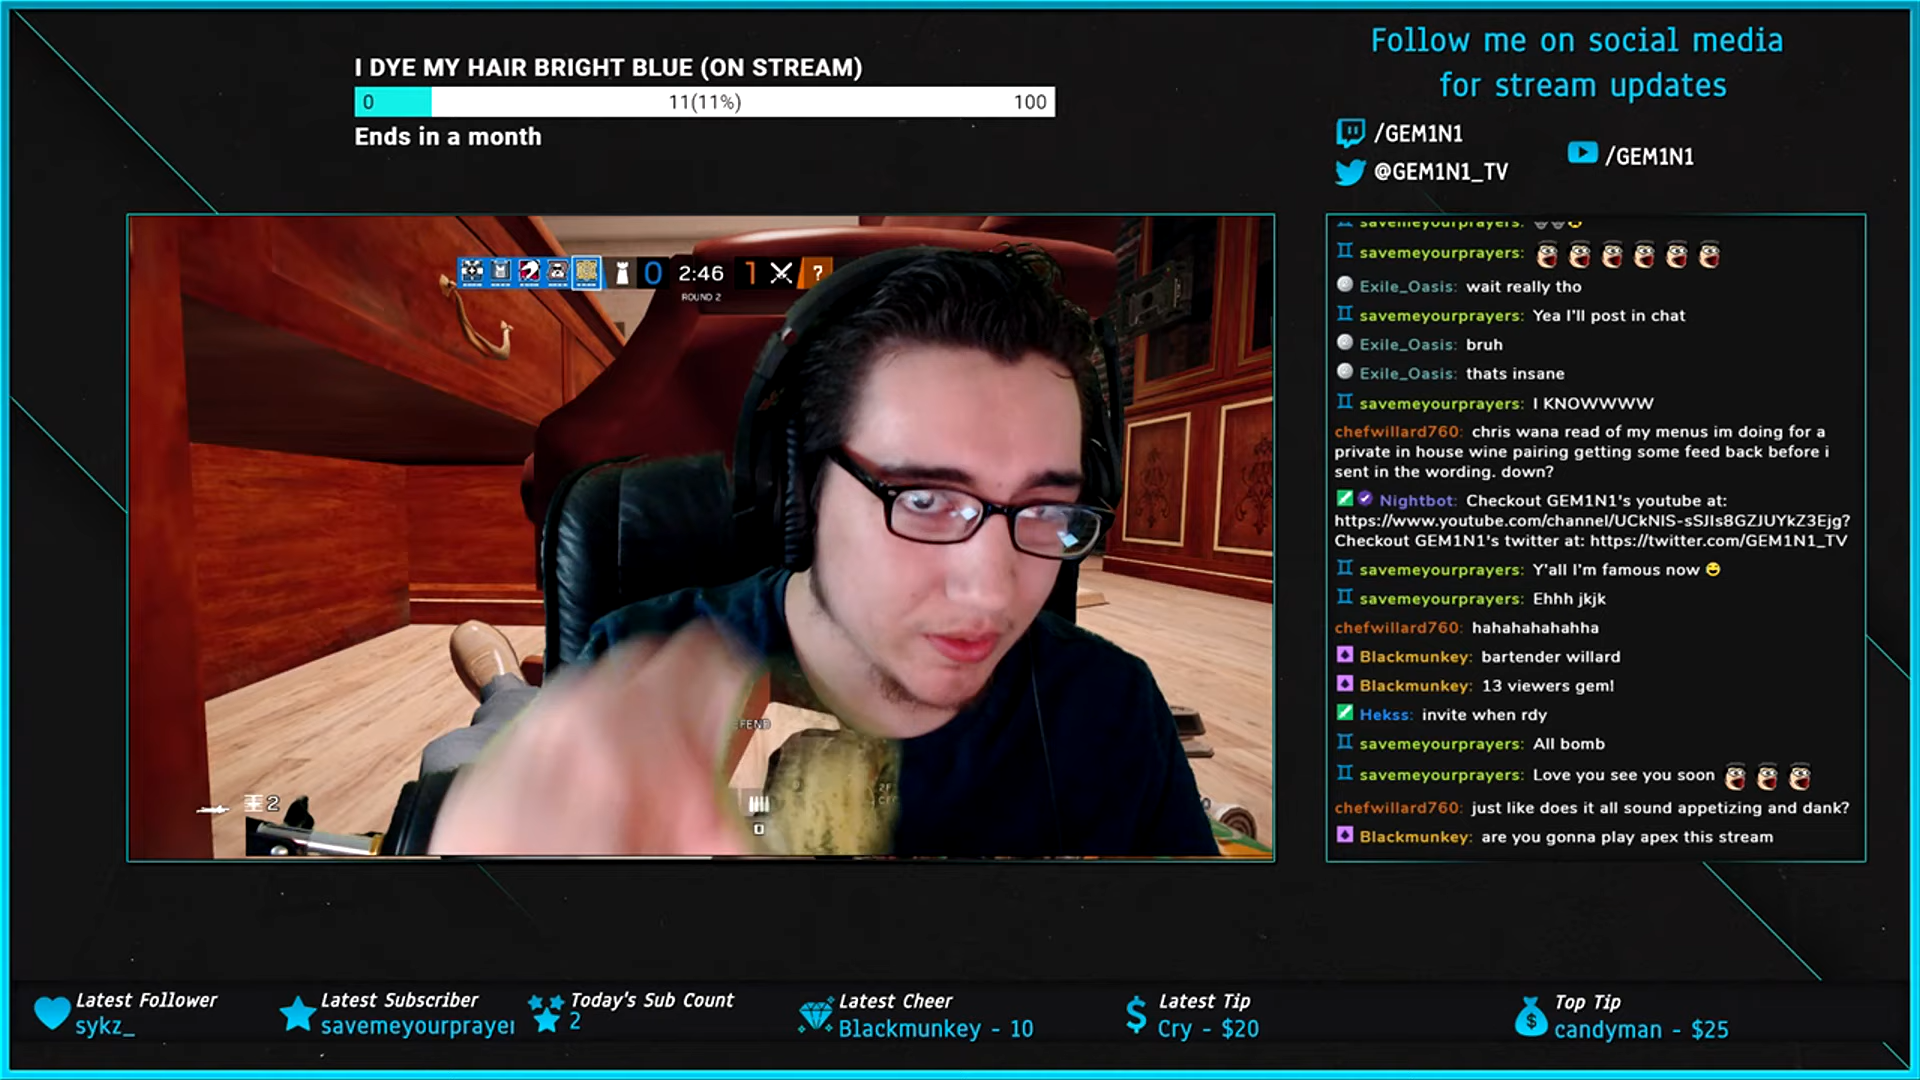 I DYE MY HAIR BRIGHT BLUE (ON STREAM)
0 11(11%) 100
Ends in a month
Follow me on social media
for stream updates
/GEM1N1
@GEM1N1_TV
/GEM1N1
0 2:46 1 ?
ROUND 2
2
0
savemeyourprayers:
savemeyourprayers:
Exile_Oasis: wait really tho
savemeyourprayers: Yea I'll post in chat
Exile_Oasis: bruh
Exile_Oasis: thats insane
savemeyourprayers: I KNOWWWW
chefwillard760: chris wana read of my menus im doing for a
private in house wine pairing getting some feed back before i
sent in the wording. down?
Nightbot: Checkout GEM1N1's youtube at:
https://www.youtube.com/channel/UCkNIS-sSJIs8GZJUYkZ3Ejg?
Checkout GEM1N1's twitter at: https://twitter.com/GEM1N1_TV
savemeyourprayers: Y'all I'm famous now 😄
savemeyourprayers: Ehhh jkjk
chefwillard760: hahahahahahha
Blackmunkey: bartender willard
Blackmunkey: 13 viewers gem!
Hekss: invite when rdy
savemeyourprayers: All bomb
savemeyourprayers: Love you see you soon
chefwillard760: just like does it all sound appetizing and dank?
Blackmunkey: are you gonna play apex this stream
Latest Follower
sykz_
Latest Subscriber
savemeyourprayer
Today's Sub Count
2
Latest Cheer
Blackmunkey - 10
Latest Tip
Cry - $20
Top Tip
candyman - $25